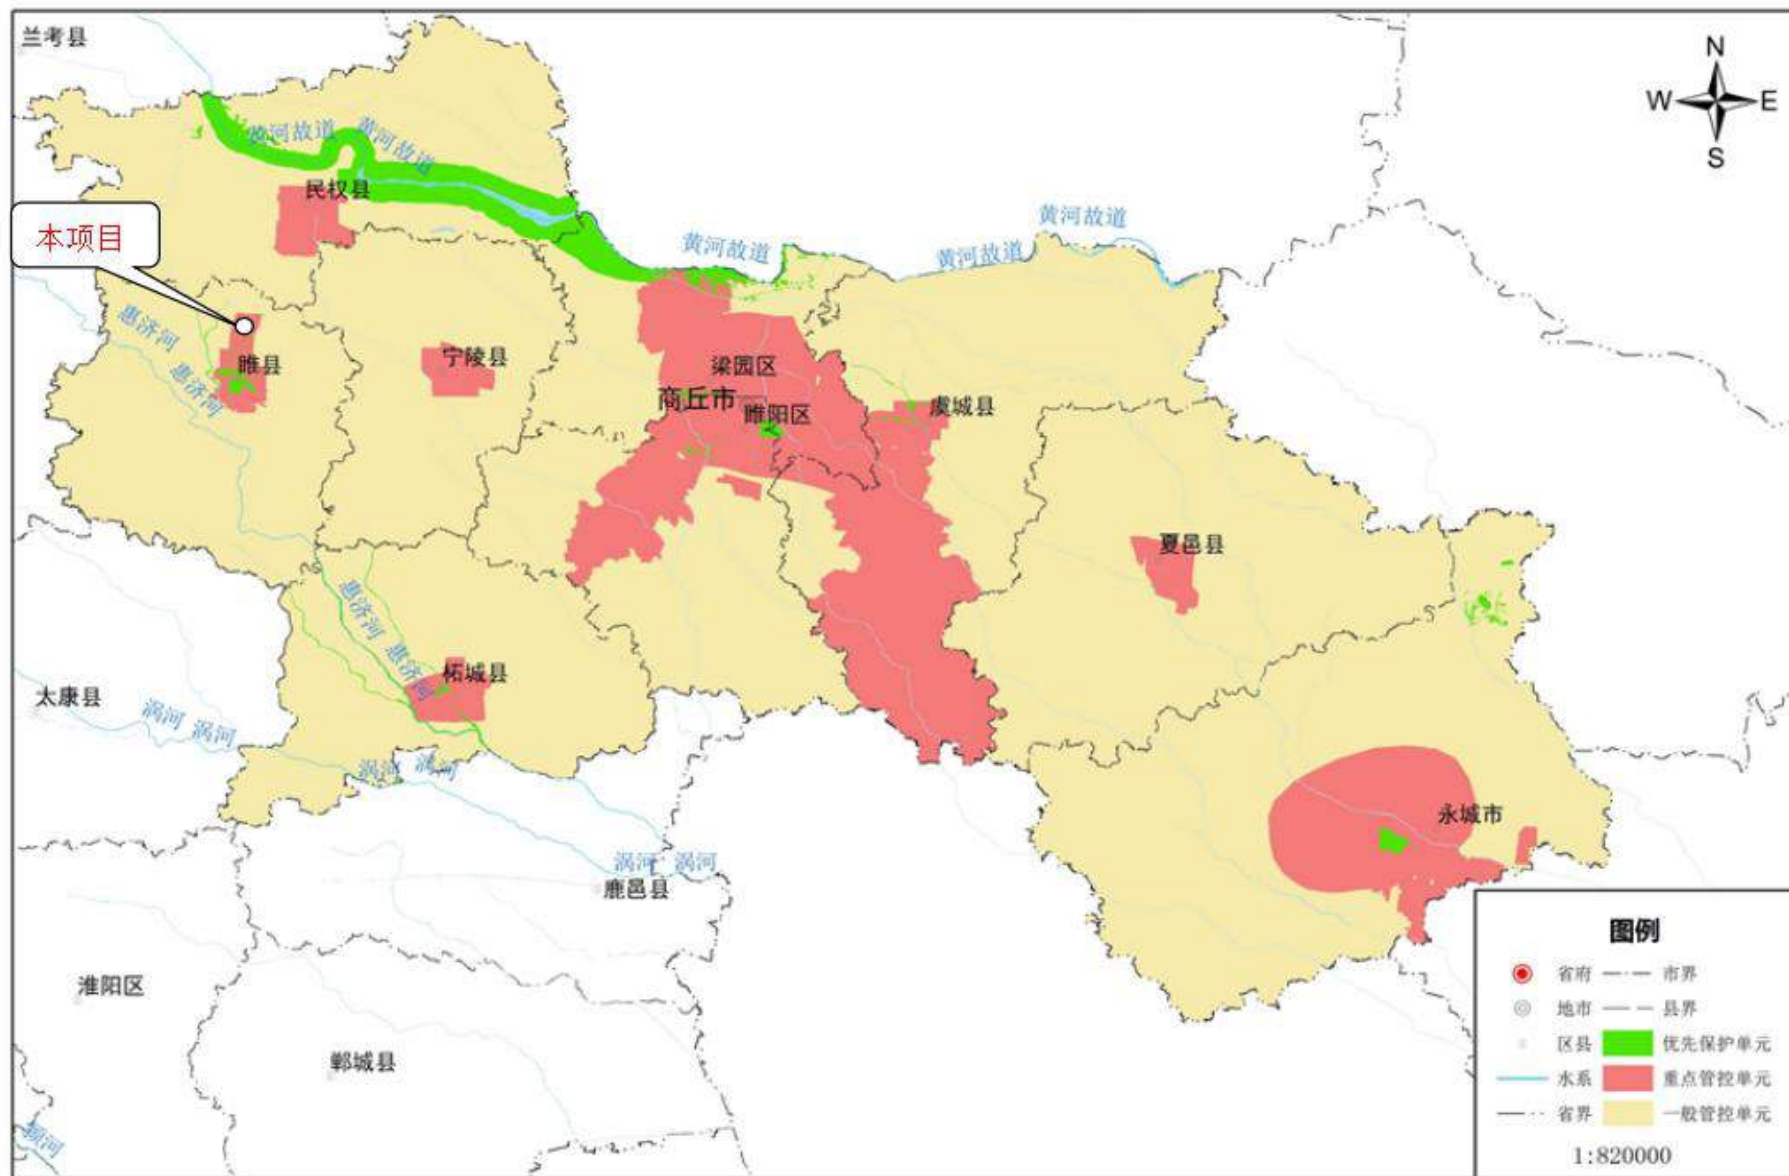 兰考县
N
W E
S
黄河故道 黄河故道
民权县
本项目
黄河故道
黄河故道
黄河故道
惠济河
惠济河
睢县
宁陵县
梁园区
商丘市
睢阳区
虞城县
夏邑县
惠济河
惠济河
柘城县
太康县
涡河 涡河
涡河 涡河
永城市
涡河 涡河
鹿邑县
淮阳区
郸城县
颍河
图例
省府 市界
地市 县界
区县 优先保护单元
水系 重点管控单元
省界 一般管控单元
1:820000